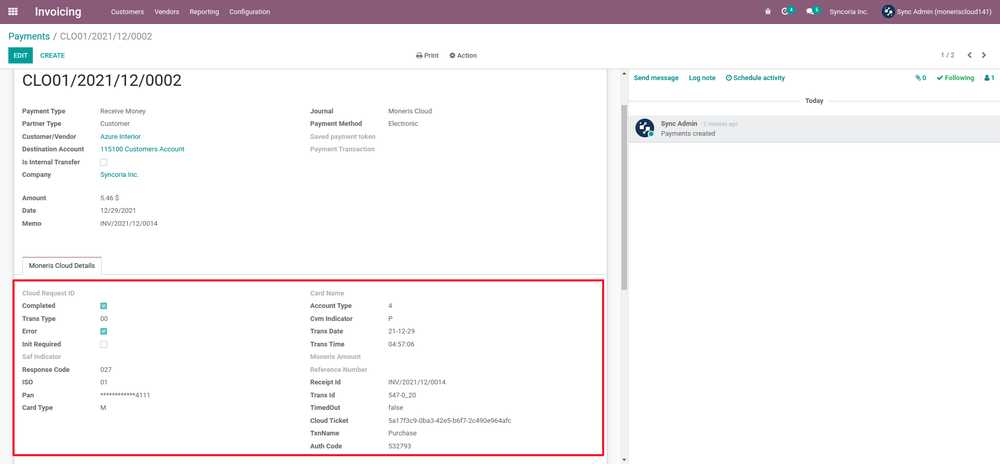 Invoicing Customers Vendors Reporting Configuration 4 5 Syncoria Inc. Sync Admin (moneriscloud141)
Payments / CLO01/2021/12/0002
EDIT CREATE Print Action 1 / 2
CLO01/2021/12/0002
Payment Type Receive Money
Partner Type Customer
Customer/Vendor Azure Interior
Destination Account 115100 Customers Account
Is Internal Transfer
Company Syncoria Inc.
Journal Moneris Cloud
Payment Method Electronic
Saved payment token
Payment Transaction
Amount 5.46 $
Date 12/29/2021
Memo INV/2021/12/0014
Moneris Cloud Details
Cloud Request ID
Completed
Trans Type 00
Error
Init Required
Saf Indicator
Response Code 027
ISO 01
Pan ************4111
Card Type M
Card Name
Account Type 4
Cvm Indicator P
Trans Date 21-12-29
Trans Time 04:57:06
Moneris Amount
Reference Number
Receipt Id INV/2021/12/0014
Trans Id 547-0_20
TimedOut false
Cloud Ticket 5a17f3c9-0ba3-42e5-b6f7-2c490e964afc
TxnName Purchase
Auth Code 532793
Send message Log note Schedule activity 0 Following 1
Today
Sync Admin - 2 minutes ago
Payments created